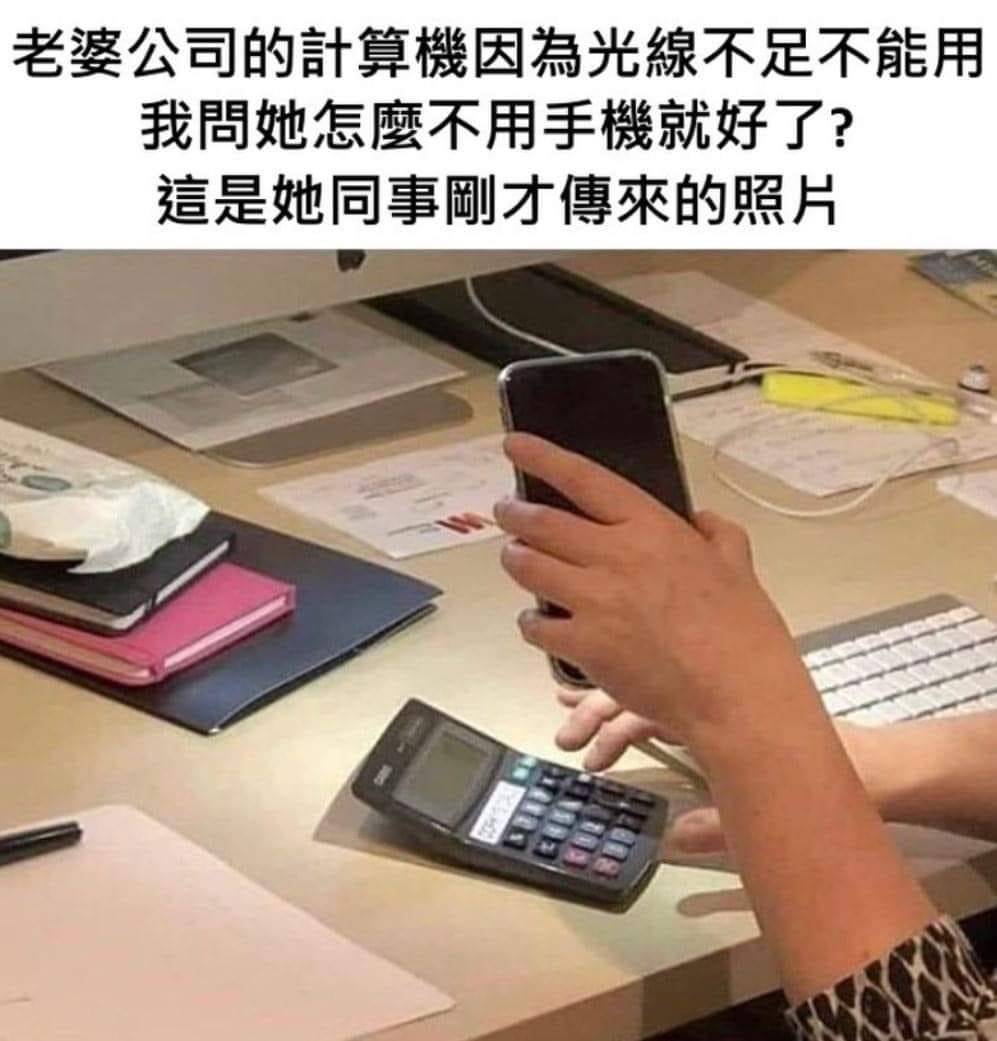 老婆公司的計算機因為光線不足不能用
我問她怎麼不用手機就好了?
這是她同事剛才傳來的照片